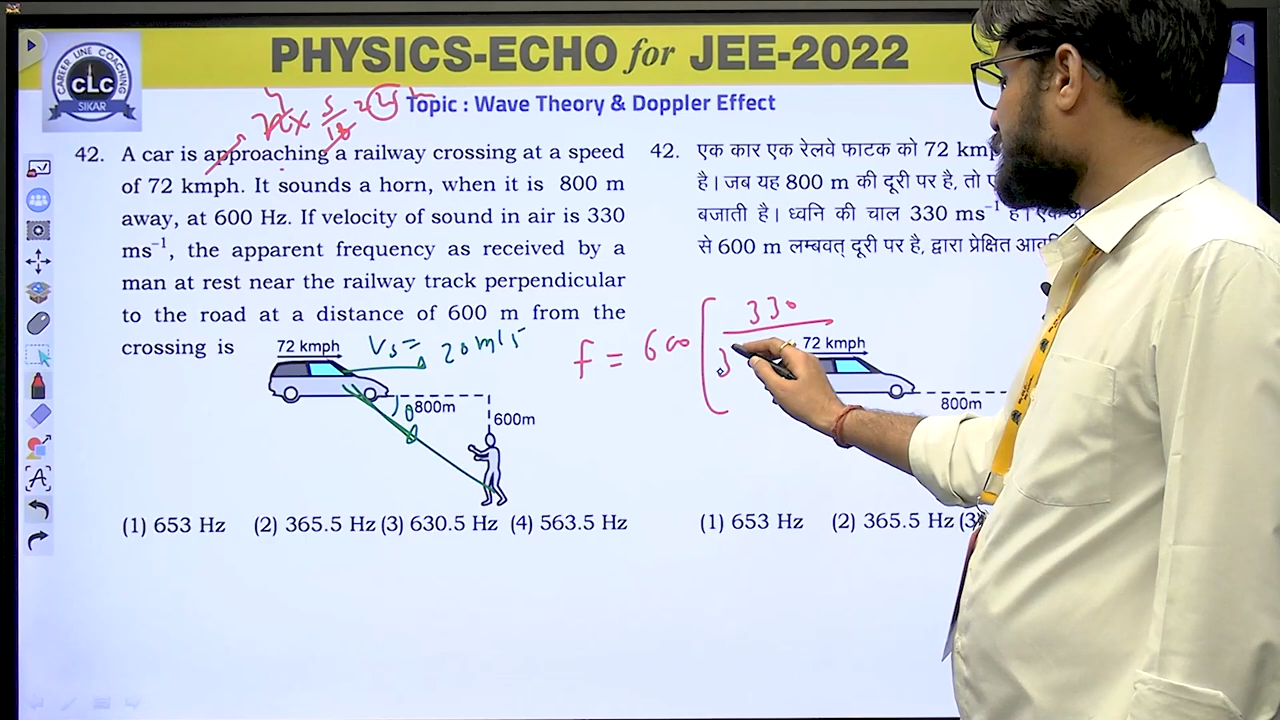 PHYSICS-ECHO for JEE-2022
CAREER LINE COACHING
CLC
SIKAR
Topic : Wave Theory & Doppler Effect
42. A car is approaching a railway crossing at a speed
of 72 kmph. It sounds a horn, when it is 800 m
away, at 600 Hz. If velocity of sound in air is 330
ms⁻¹, the apparent frequency as received by a
man at rest near the railway track perpendicular
to the road at a distance of 600 m from the
crossing is
72 kmph
Vs = 20 m/s
θ
800m
600m
(1) 653 Hz (2) 365.5 Hz (3) 630.5 Hz (4) 563.5 Hz
42. एक कार एक रेलवे फाटक को 72 kmp
है। जब यह 800 m की दूरी पर है, तो
बजाती है। ध्वनि की चाल 330 ms⁻¹ है।
से 600 m लम्बवत् दूरी पर है, द्वारा प्रेक्षित
f = 600 [ 330
3
72 kmph
800m
(1) 653 Hz (2) 365.5 Hz (3)